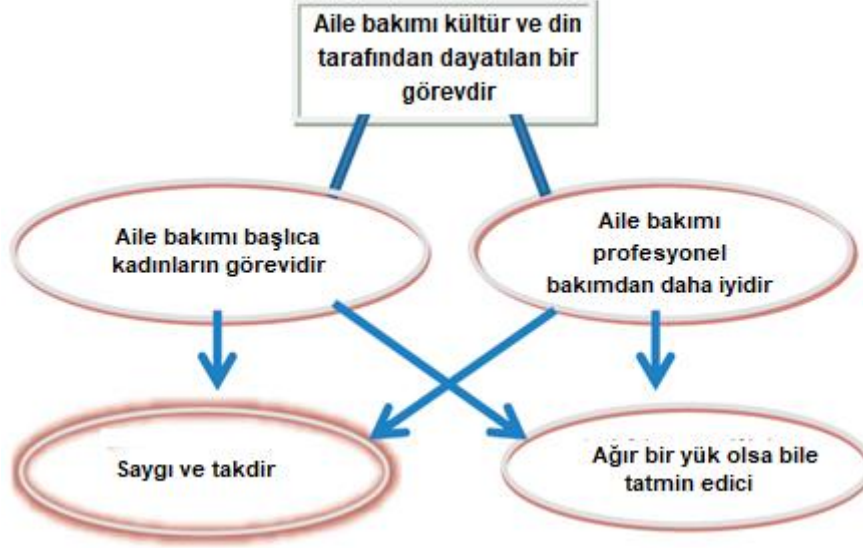 Aile bakımı kültür ve din
tarafından dayatılan bir
görevdir
Aile bakımı başlıca
kadınların görevidir
Aile bakımı
profesyonel
bakımdan daha iyidir
Saygı ve takdir
Ağır bir yük olsa bile
tatmin edici